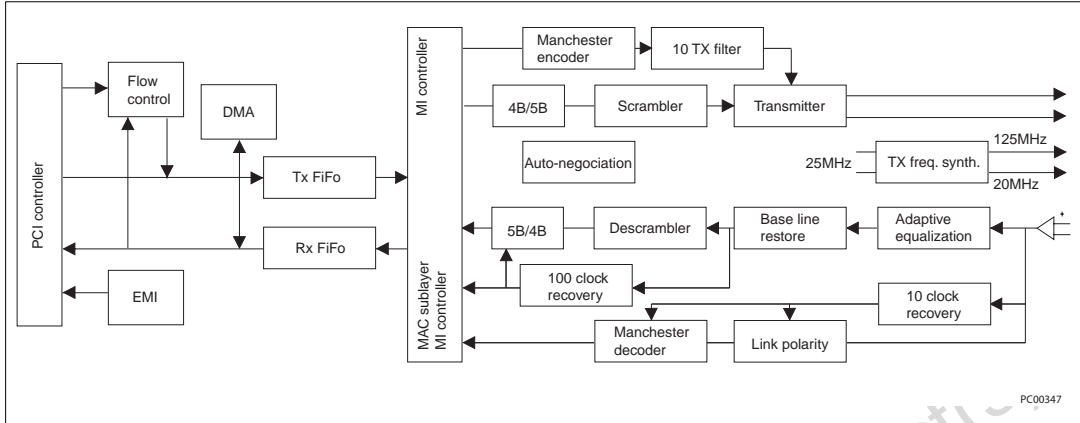 PCI controller
Flow
control
DMA
Tx FiFo
Rx FiFo
EMI
MI controller
MAC sublayer
MI controller
Manchester
encoder
10 TX filter
4B/5B
Scrambler
Transmitter
Auto-negociation
25MHz
TX freq. synth.
125MHz
20MHz
5B/4B
Descrambler
Base line
restore
Adaptive
equalization
+
100 clock
recovery
10 clock
recovery
Manchester
decoder
Link polarity
PC00347